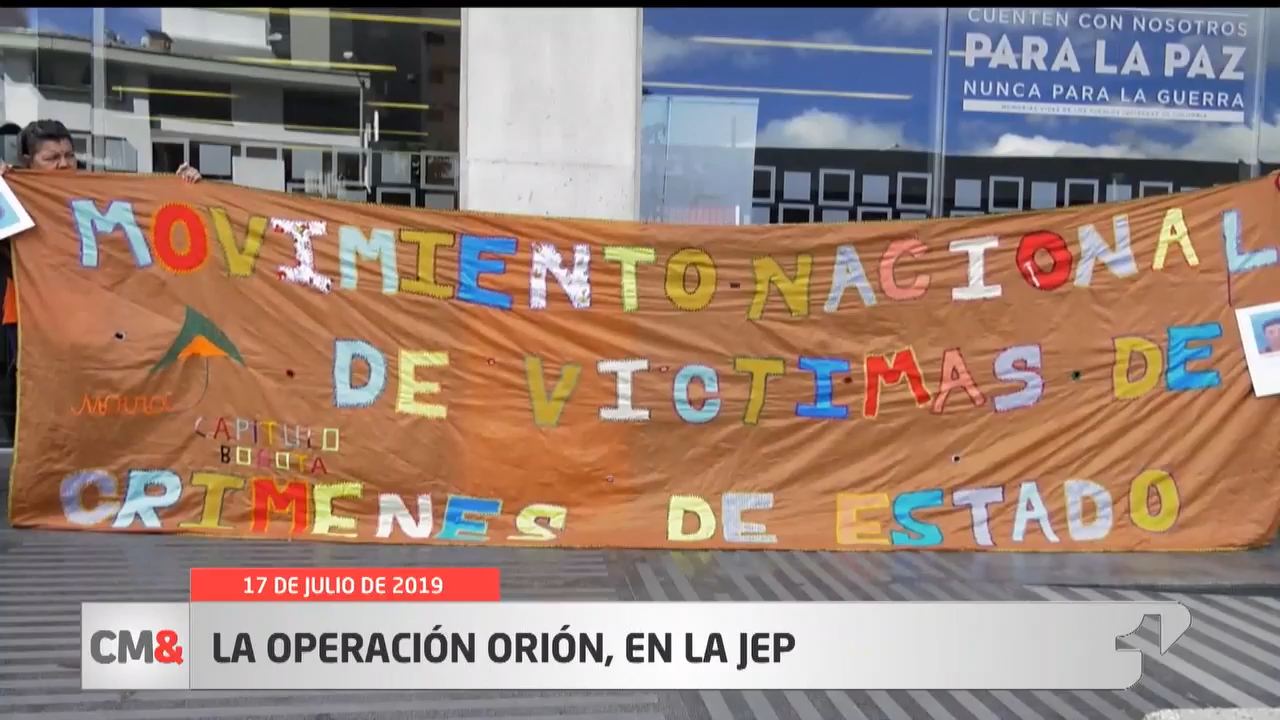 CUENTEN CON NOSOTROS
PARA LA PAZ
NUNCA PARA LA GUERRA
MOVIMIENTO NACIONAL
DE VICTIMAS DE
CAPITULO
BOGOTA
CRIMENES DE ESTADO
17 DE JULIO DE 2019
CM&
LA OPERACIÓN ORIÓN, EN LA JEP
1